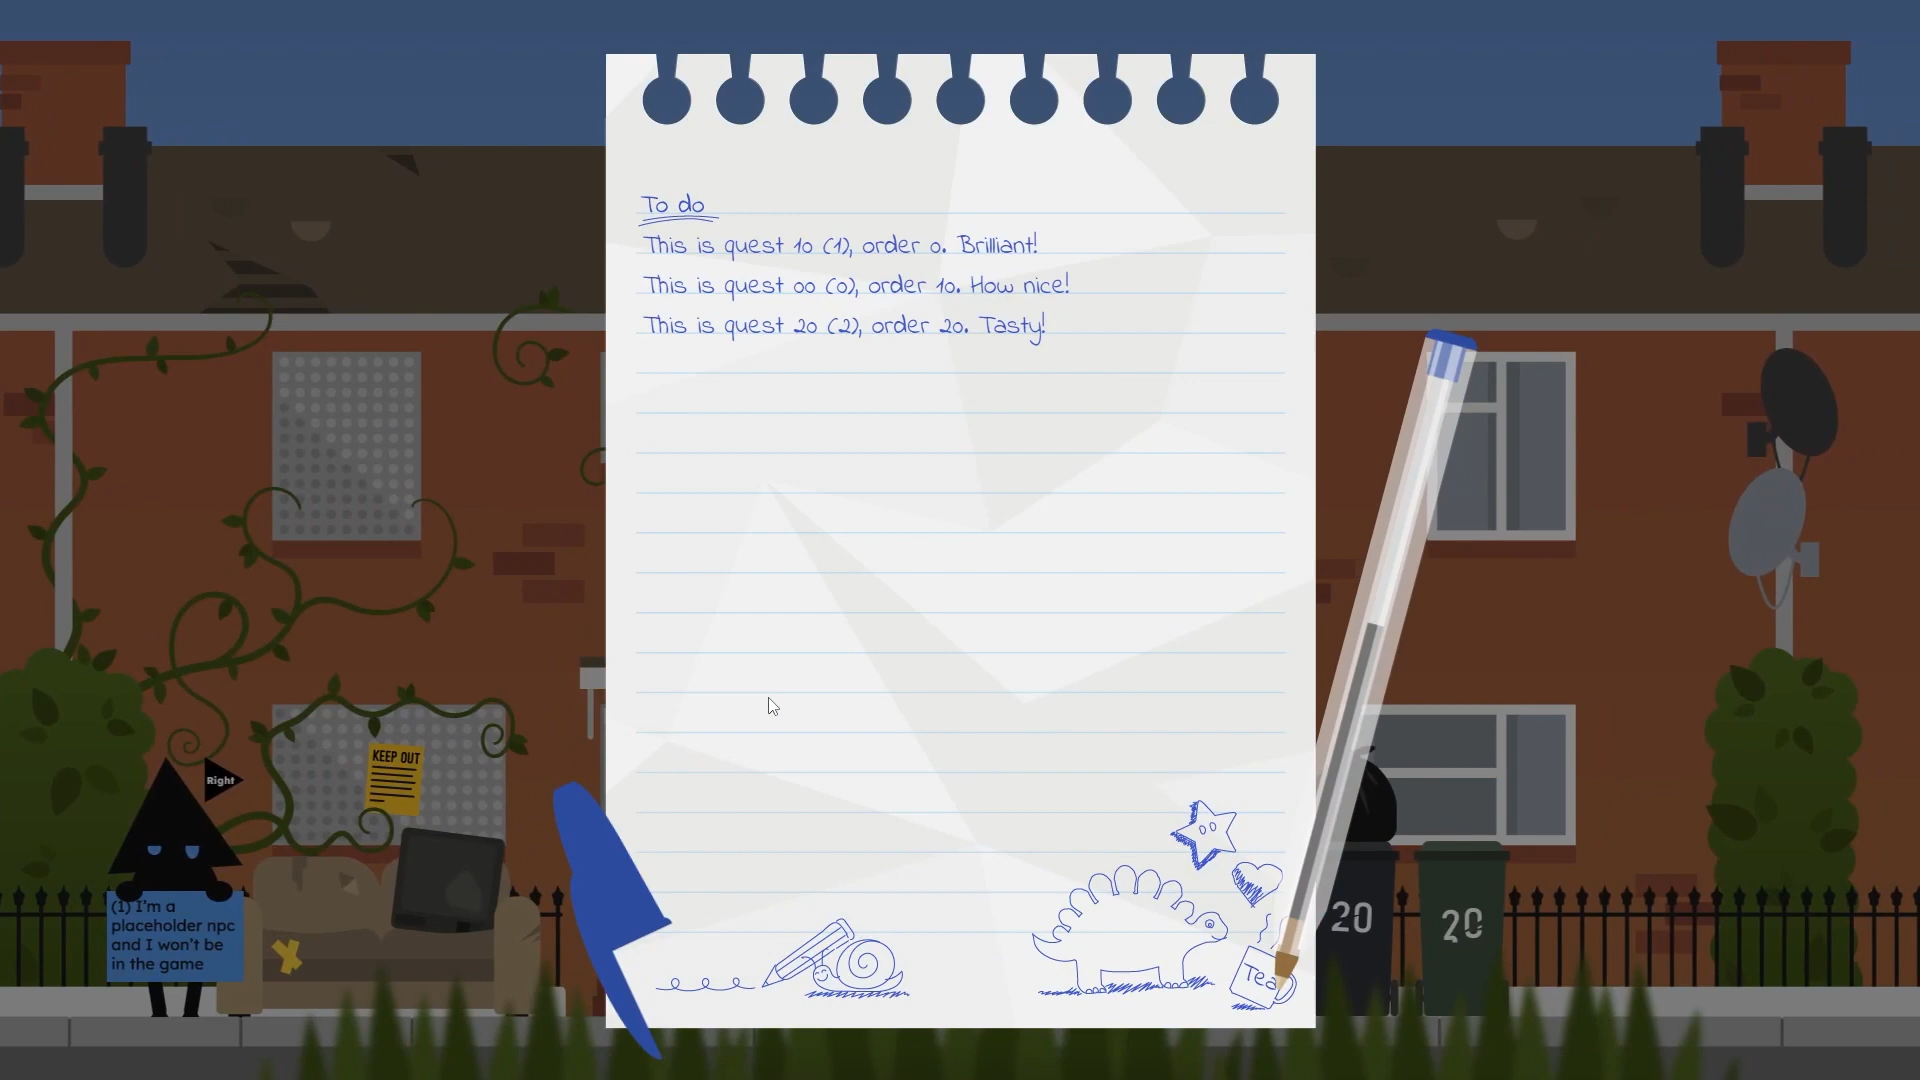 To do
This is quest 10 (1), order 0. Brilliant!
This is quest 00 (0), order 10. How nice!
This is quest 20 (2), order 20. Tasty!
KEEP OUT
Right
(1) I'm a
placeholder npc
and I won't be
in the game
20
20
Tea